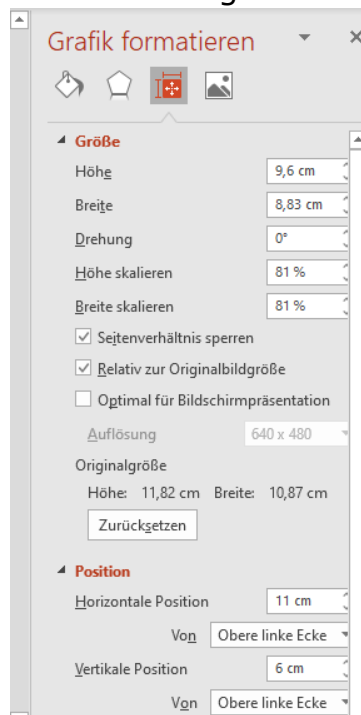 Grafik formatieren
Größe
Höhe 9,6 cm
Breite 8,83 cm
Drehung 0°
Höhe skalieren 81 %
Breite skalieren 81 %
Seitenverhältnis sperren
Relativ zur Originalbildgröße
Optimal für Bildschirmpräsentation
Auflösung 640 x 480
Originalgröße
Höhe: 11,82 cm Breite: 10,87 cm
Zurücksetzen
Position
Horizontale Position 11 cm
Von Obere linke Ecke
Vertikale Position 6 cm
Von Obere linke Ecke